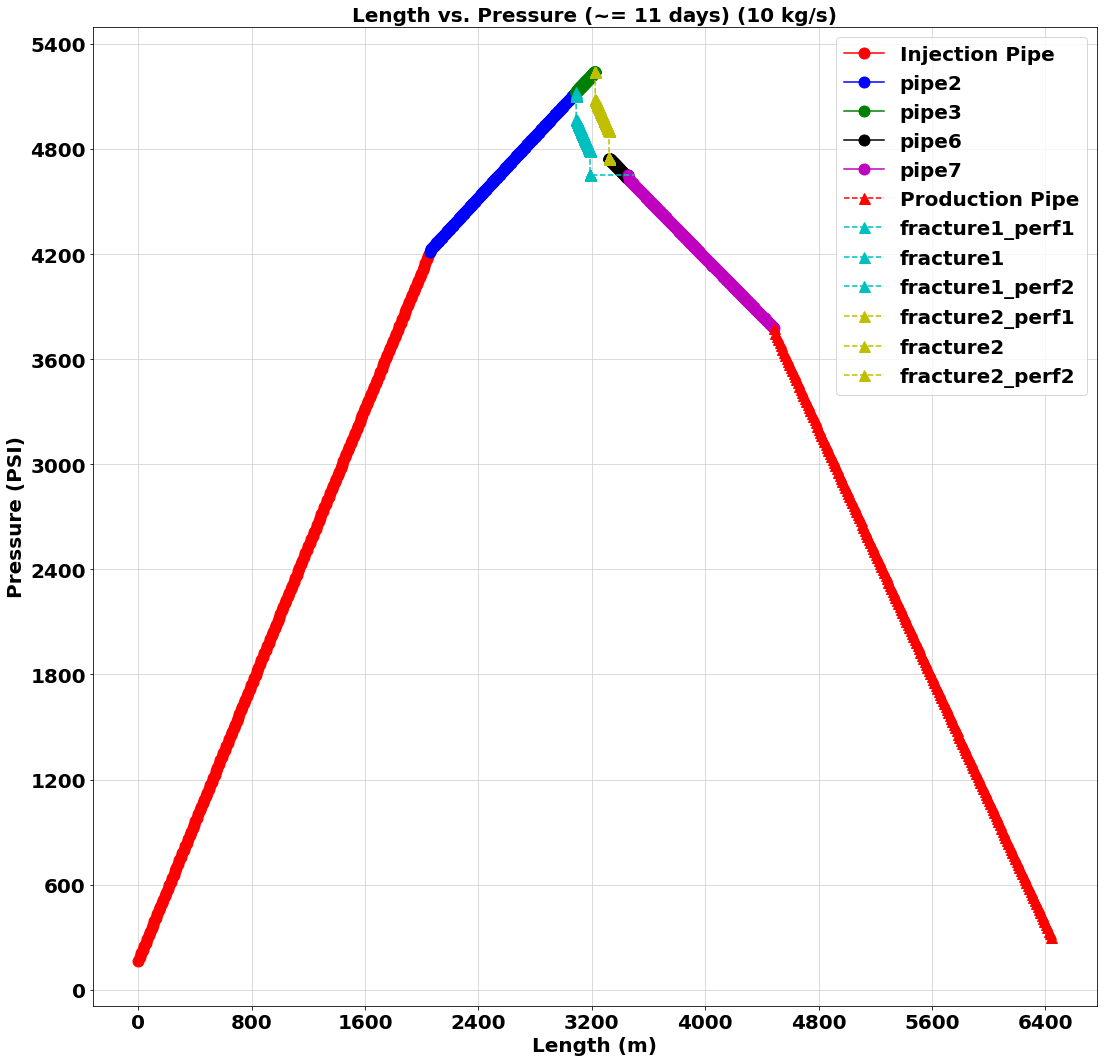 Length vs. Pressure (~= 11 days) (10 kg/s)
5400
4800
4200
3600
3000
2400
1800
1200
600
0
Pressure (PSI)
Injection Pipe
pipe2
pipe3
pipe6
pipe7
Production Pipe
fracture1_perf1
fracture1
fracture1_perf2
fracture2_perf1
fracture2
fracture2_perf2
0 800 1600 2400 3200 4000 4800 5600 6400
Length (m)